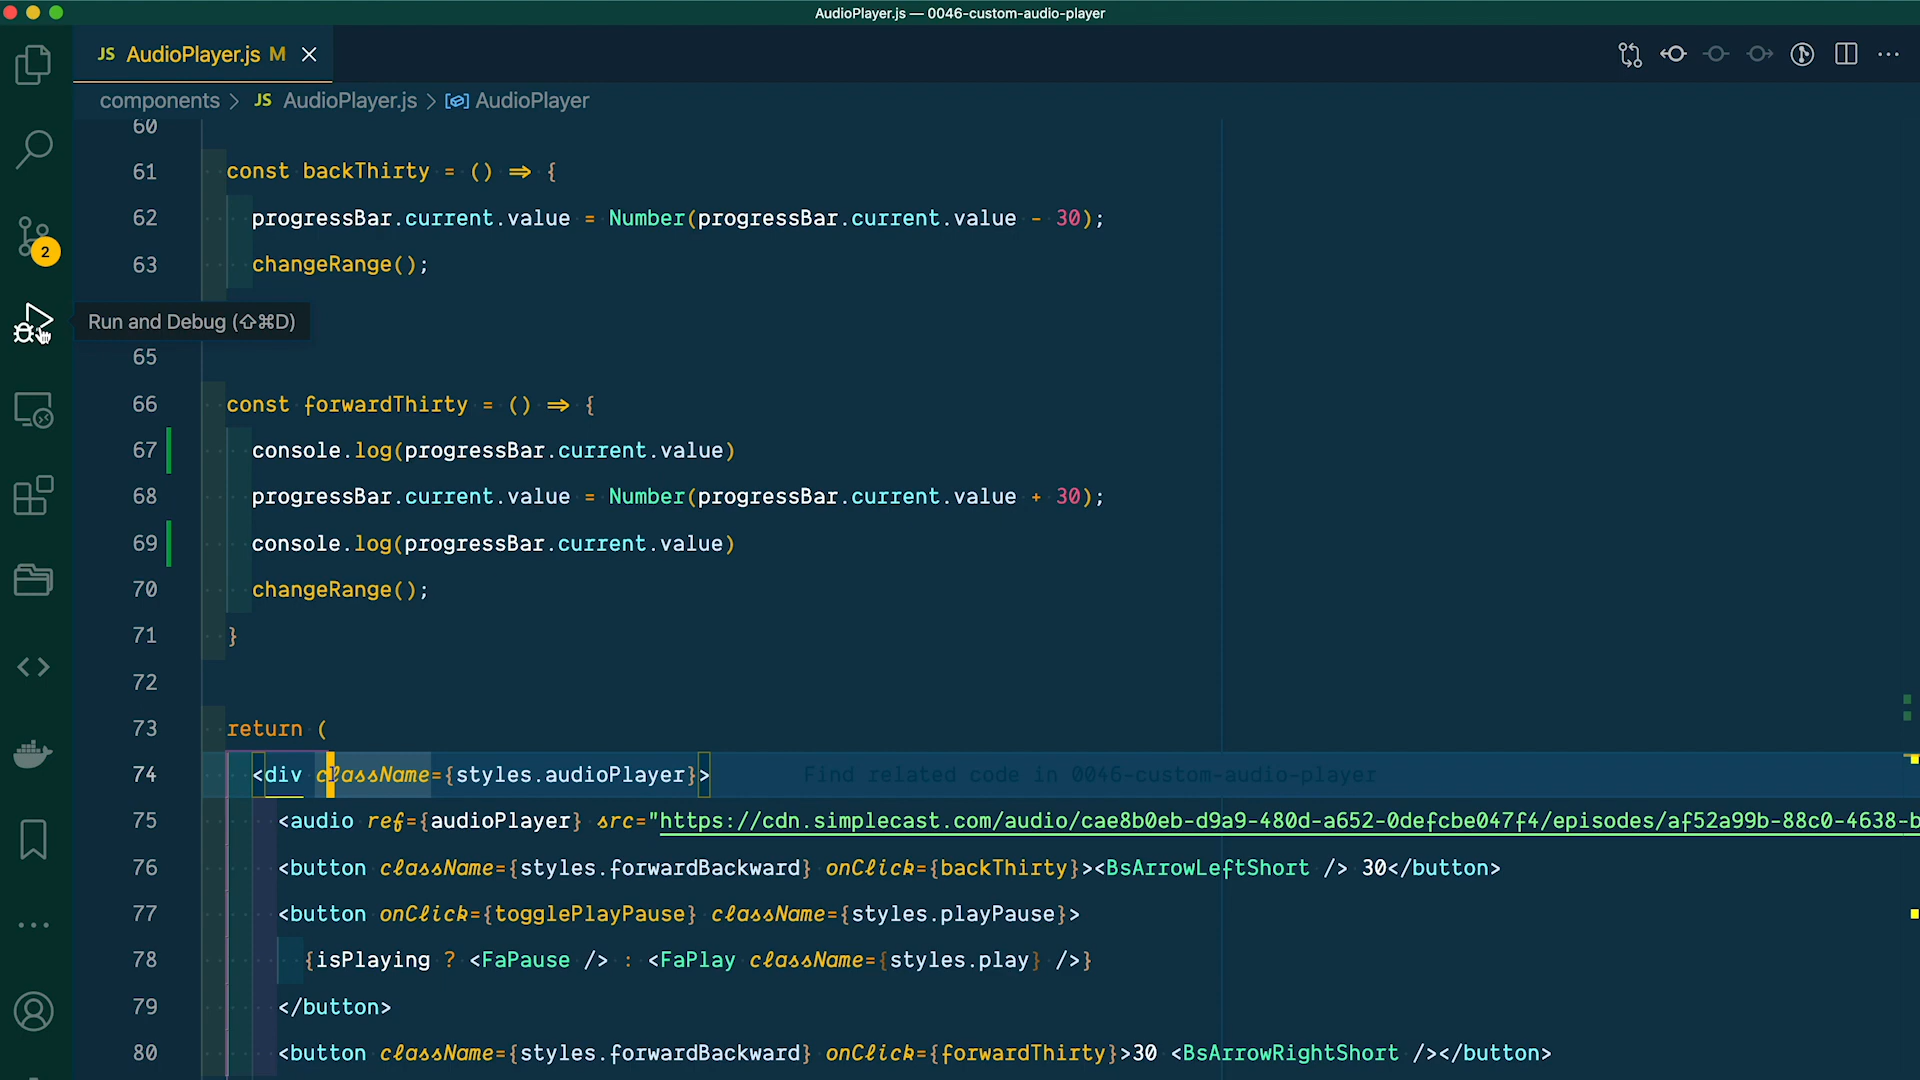 AudioPlayer.js — 0046-custom-audio-player
JS AudioPlayer.js M
components > JS AudioPlayer.js > AudioPlayer
60
61 const backThirty = () => {
62 progressBar.current.value = Number(progressBar.current.value - 30);
2
63 changeRange();
Run and Debug (⇧⌘D)
65
66 const forwardThirty = () => {
67 console.log(progressBar.current.value)
68 progressBar.current.value = Number(progressBar.current.value + 30);
69 console.log(progressBar.current.value)
70 changeRange();
71 }
72
73 return (
74 <div className={styles.audioPlayer}> Find related code in 0046-custom-audio-player
75 <audio ref={audioPlayer} src="https://cdn.simplecast.com/audio/cae8b0eb-d9a9-480d-a652-0defcbe047f4/episodes/af52a99b-88c0-4638-b
76 <button className={styles.forwardBackward} onClick={backThirty}><BsArrowLeftShort /> 30</button>
77 <button onClick={togglePlayPause} className={styles.playPause}>
78 {isPlaying ? <FaPause /> : <FaPlay className={styles.play} />}
79 </button>
80 <button className={styles.forwardBackward} onClick={forwardThirty}>30 <BsArrowRightShort /></button>